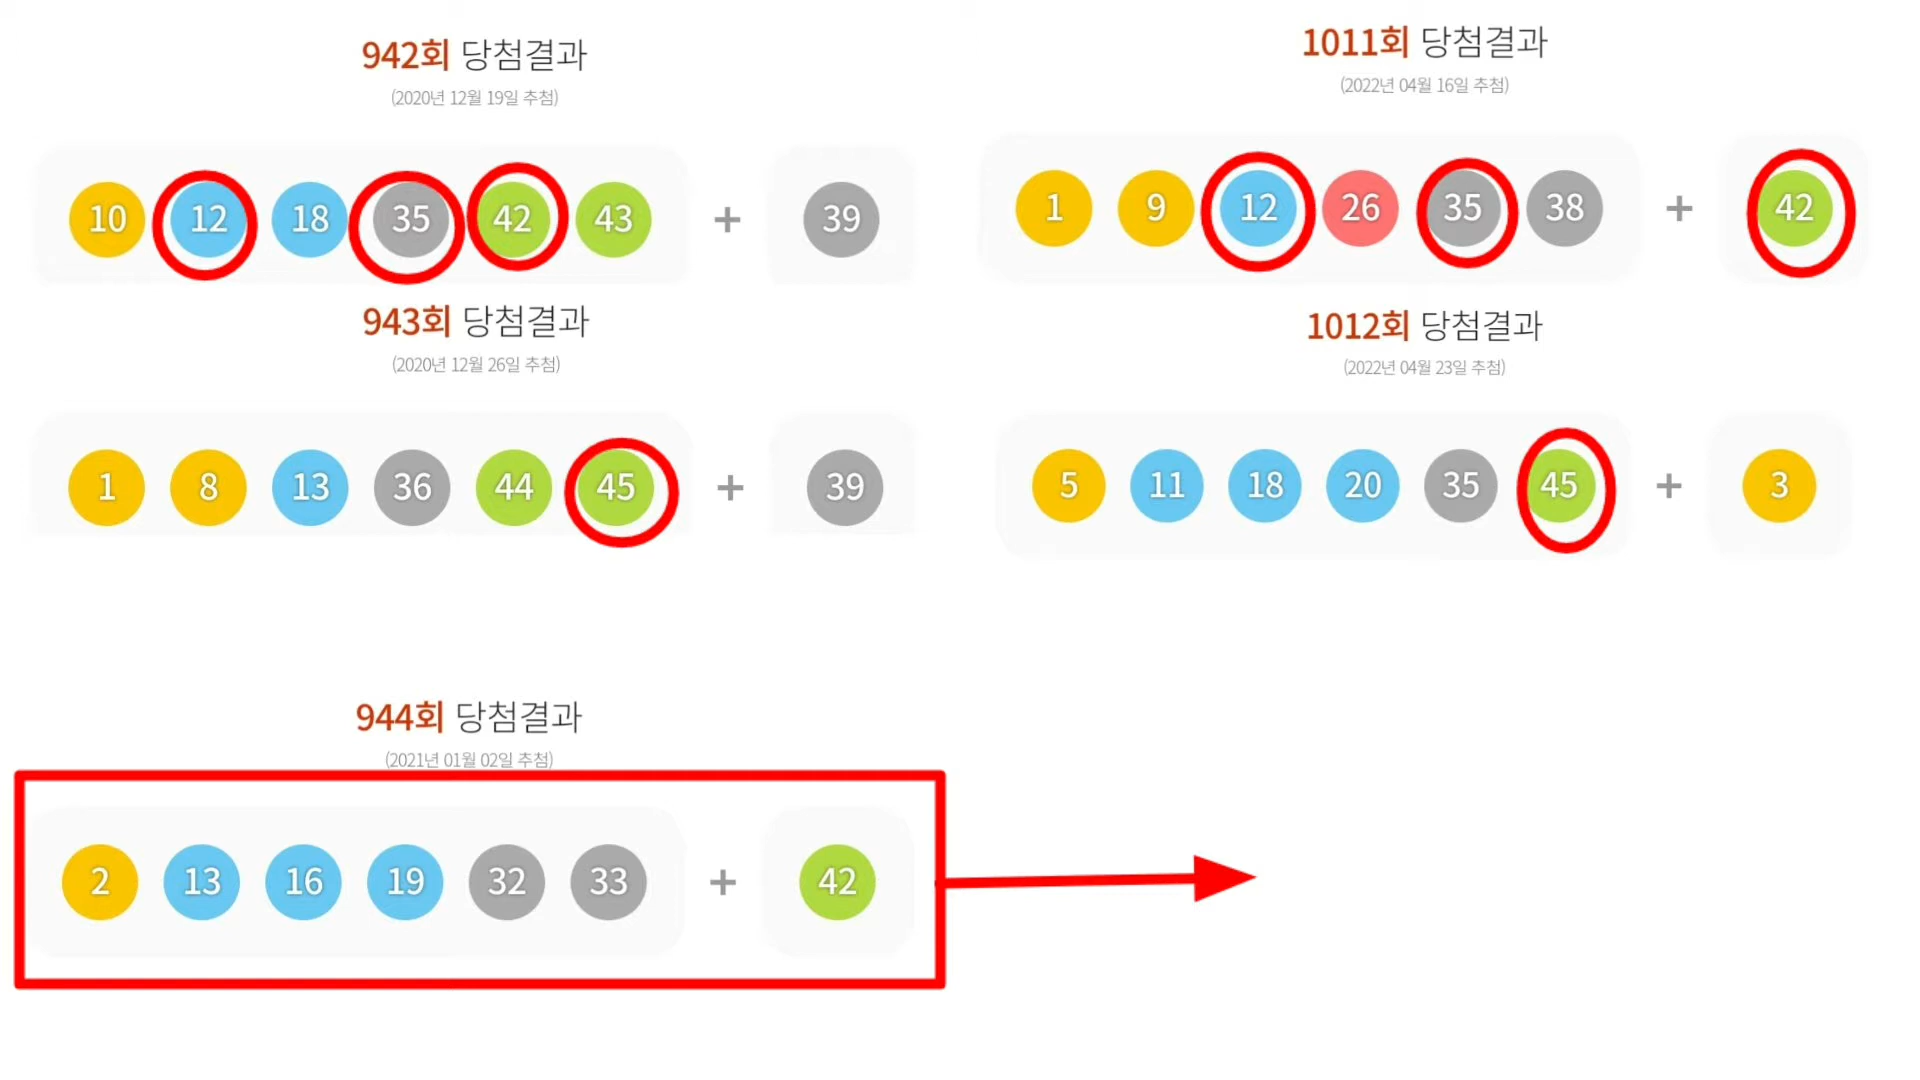 942회 당첨결과
(2020년 12월 19일 추첨)
10 12 18 35 42 43 + 39
943회 당첨결과
(2020년 12월 26일 추첨)
1 8 13 36 44 45 + 39
1011회 당첨결과
(2022년 04월 16일 추첨)
1 9 12 26 35 38 + 42
1012회 당첨결과
(2022년 04월 23일 추첨)
5 11 18 20 35 45 + 3
944회 당첨결과
(2021년 01월 02일 추첨)
2 13 16 19 32 33 + 42